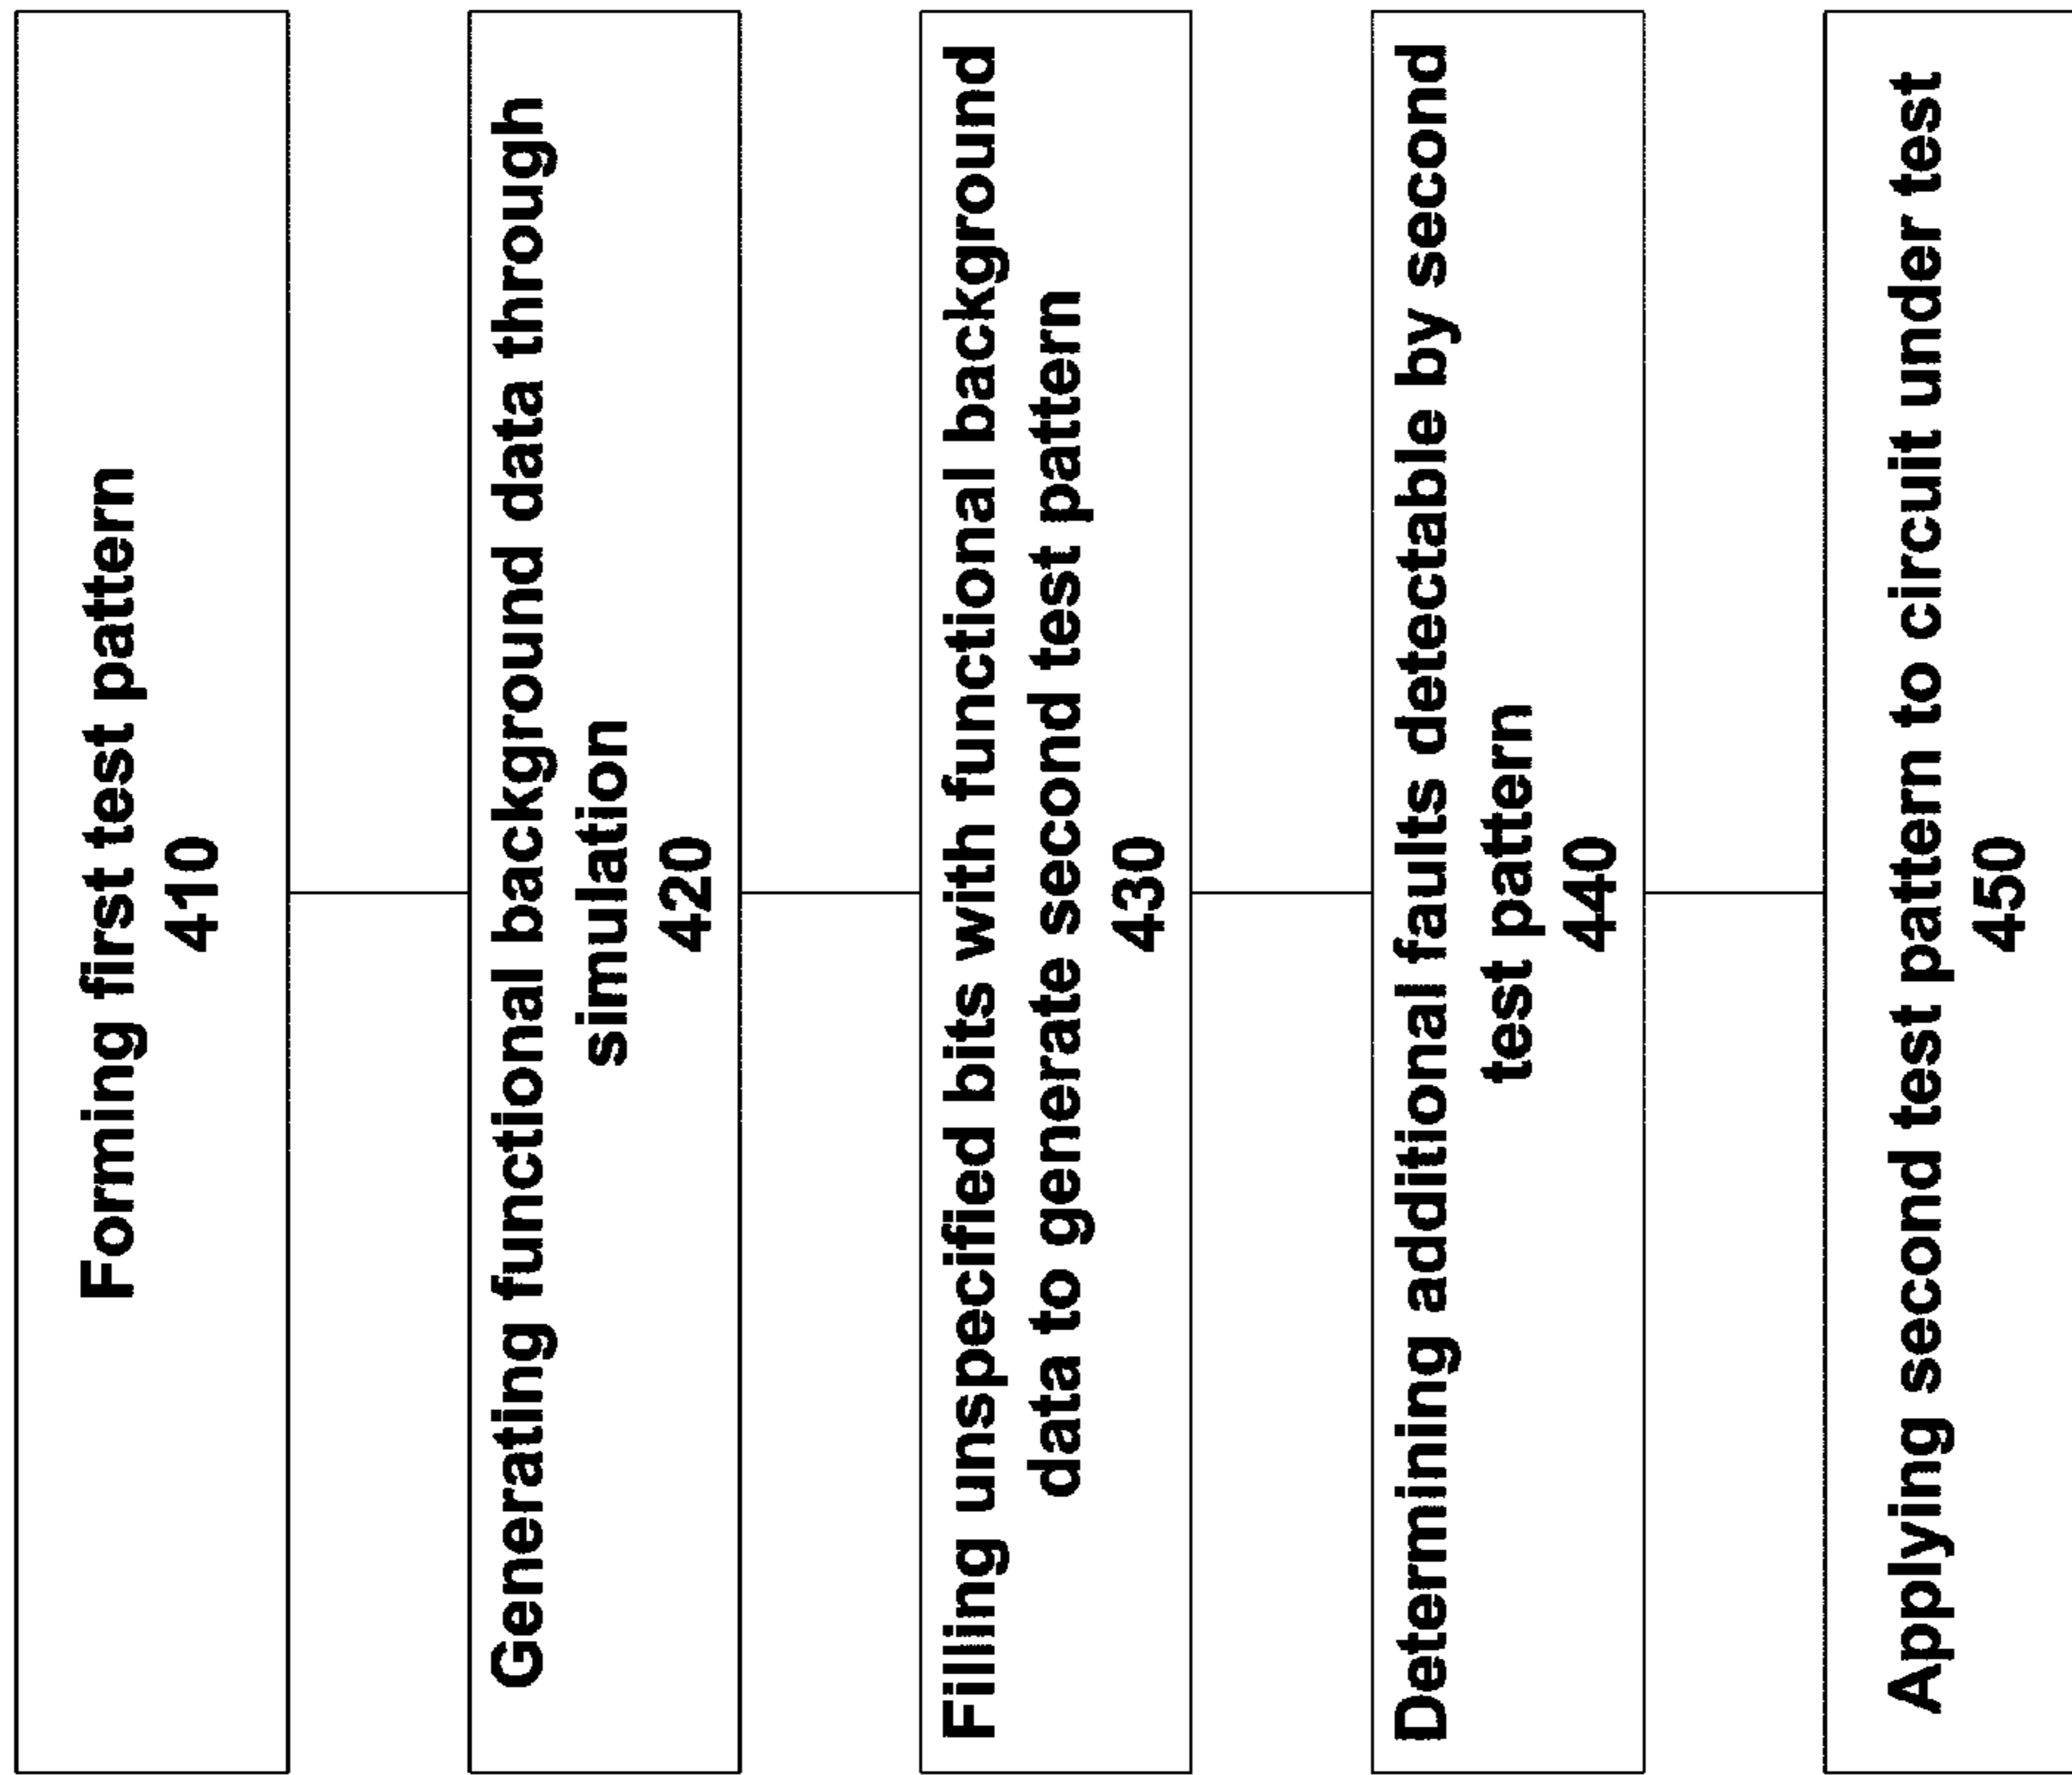 Forming first test pattern
410
Generating functional background data through
simulation
420
Filling unspecified bits with functional background
data to generate second test pattern
430
Determining additional faults detectable by second
test pattern
440
Applying second test pattern to circuit under test
450